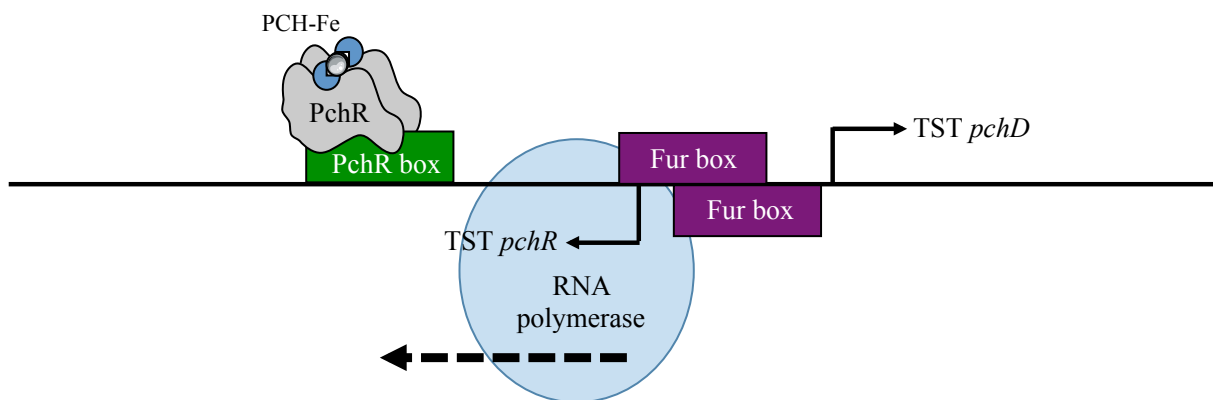 PCH-Fe
PchR
PchR box
Fur box
TST pchD
Fur box
TST pchR
RNA
polymerase